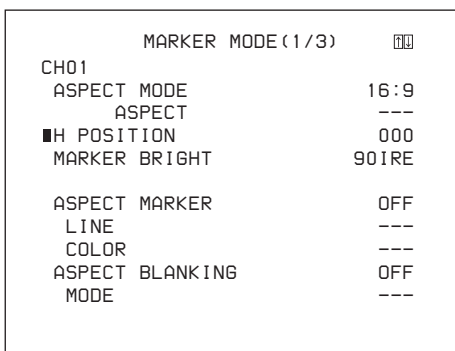 MARKER MODE(1/3) ↑↓
CH01
ASPECT MODE 16:9
ASPECT ---
■H POSITION 000
MARKER BRIGHT 90IRE
ASPECT MARKER OFF
LINE ---
COLOR ---
ASPECT BLANKING OFF
MODE ---